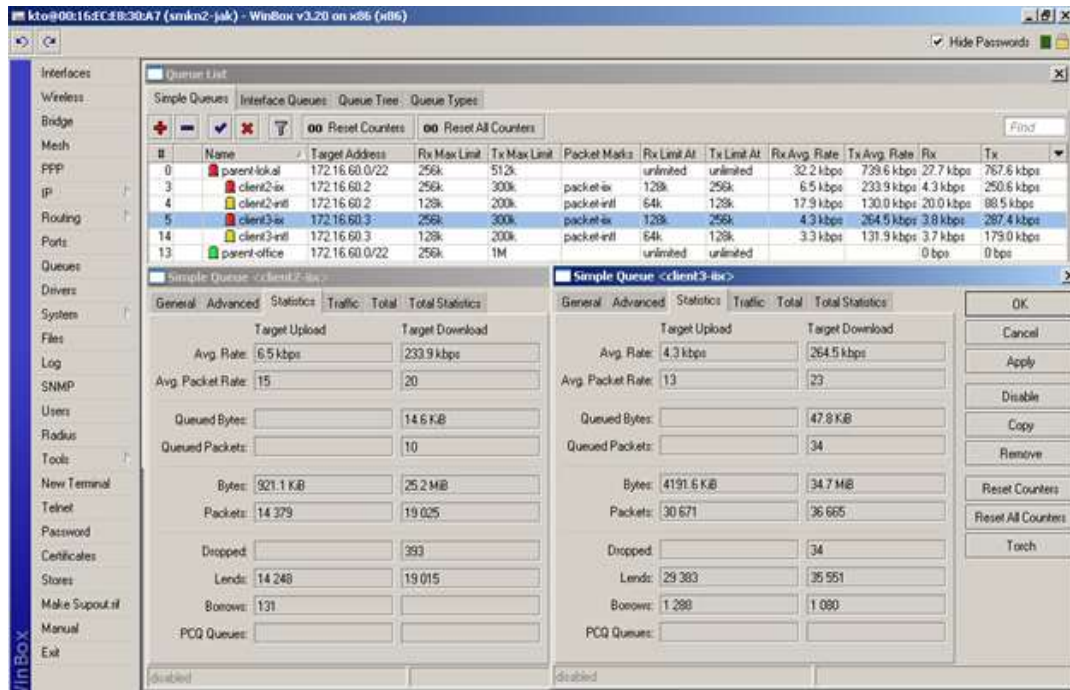 kto@00:16:EC:E8:30:A7 (smkn2-jak) - WinBox v3.20 on x86 (x86)
Hide Passwords
Interfaces
Wireless
Bridge
Mesh
PPP
IP
Routing
Ports
Queues
Drivers
System
Files
Log
SNMP
Users
Radius
Tools
New Terminal
Telnet
Password
Certificates
Stores
Make Supout.rif
Manual
Exit
WinBox
Queue List
Simple Queues Interface Queues Queue Tree Queue Types
00 Reset Counters 00 Reset All Counters Find
# Name Target Address Rx Max Limit Tx Max Limit Packet Marks Rx Limit At Tx Limit At Rx Avg. Rate Tx Avg. Rate Rx Tx
0 parent-lokal 172.16.60.0/22 256k 512k unlimited unlimited 32.2 kbps 739.6 kbps 27.7 kbps 767.6 kbps
3 client2-iix 172.16.60.2 256k 300k packet-iix 128k 256k 6.5 kbps 233.9 kbps 4.3 kbps 250.6 kbps
4 client2-intl 172.16.60.2 128k 200k packet-intl 64k 128k 17.9 kbps 130.0 kbps 20.0 kbps 88.5 kbps
5 client3-iix 172.16.60.3 256k 300k packet-iix 128k 256k 4.3 kbps 264.5 kbps 3.8 kbps 287.4 kbps
14 client3-intl 172.16.60.3 128k 200k packet-intl 64k 128k 3.3 kbps 131.9 kbps 3.7 kbps 179.0 kbps
13 parent-office 172.16.60.0/22 256k 1M unlimited unlimited 0 bps 0 bps
Simple Queue <client2-iix>
General Advanced Statistics Traffic Total Total Statistics
Target Upload Target Download
Avg. Rate: 6.5 kbps 233.9 kbps
Avg. Packet Rate: 15 20
Queued Bytes: 14.6 KiB
Queued Packets: 10
Bytes: 921.1 KiB 25.2 MiB
Packets: 14 379 19 025
Dropped: 393
Lends: 14 248 19 015
Borrows: 131
PCQ Queues:
disabled
Simple Queue <client3-iix>
General Advanced Statistics Traffic Total Total Statistics
Target Upload Target Download
Avg. Rate: 4.3 kbps 264.5 kbps
Avg. Packet Rate: 13 23
Queued Bytes: 47.8 KiB
Queued Packets: 34
Bytes: 4191.6 KiB 34.7 MiB
Packets: 30 671 36 665
Dropped: 34
Lends: 29 383 35 551
Borrows: 1 288 1 080
PCQ Queues:
disabled
OK
Cancel
Apply
Disable
Copy
Remove
Reset Counters
Reset All Counters
Torch